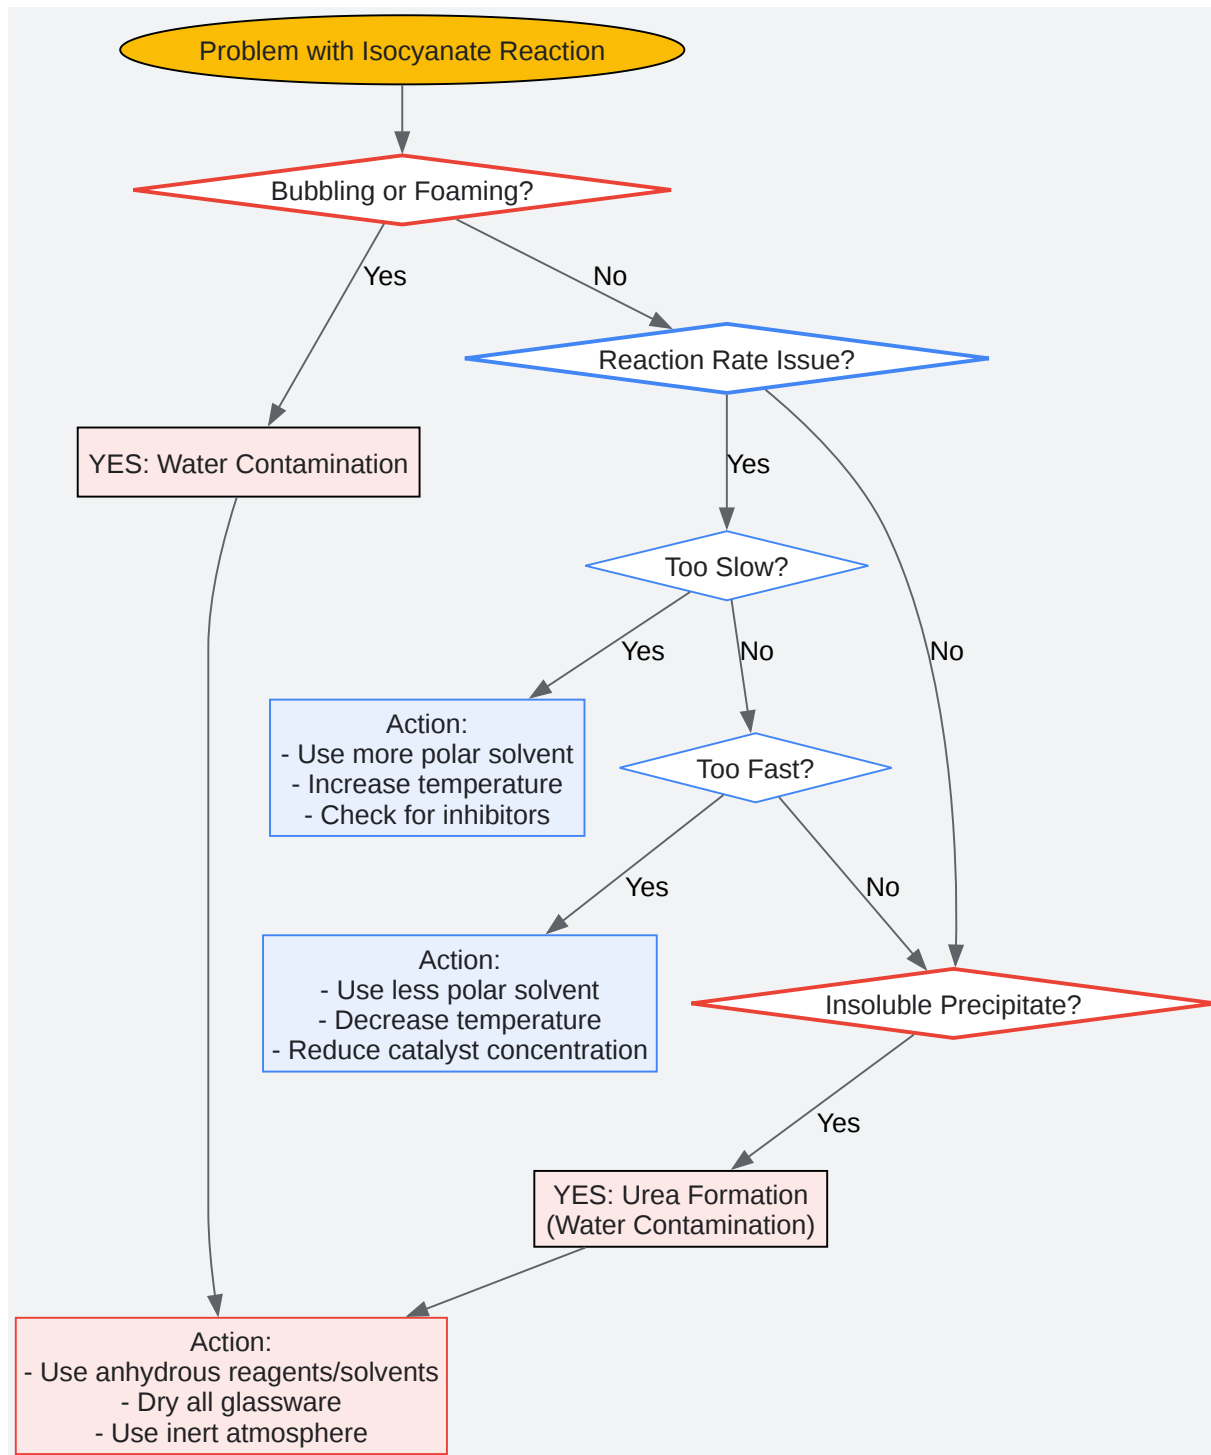 Problem with Isocyanate Reaction
Bubbling or Foaming?
Yes
No
Reaction Rate Issue?
YES: Water Contamination
Yes
Too Slow?
Yes
No
No
Action:
- Use more polar solvent
- Increase temperature
- Check for inhibitors
Too Fast?
Yes
No
Action:
- Use less polar solvent
- Decrease temperature
- Reduce catalyst concentration
Insoluble Precipitate?
Yes
YES: Urea Formation
(Water Contamination)
Action:
- Use anhydrous reagents/solvents
- Dry all glassware
- Use inert atmosphere